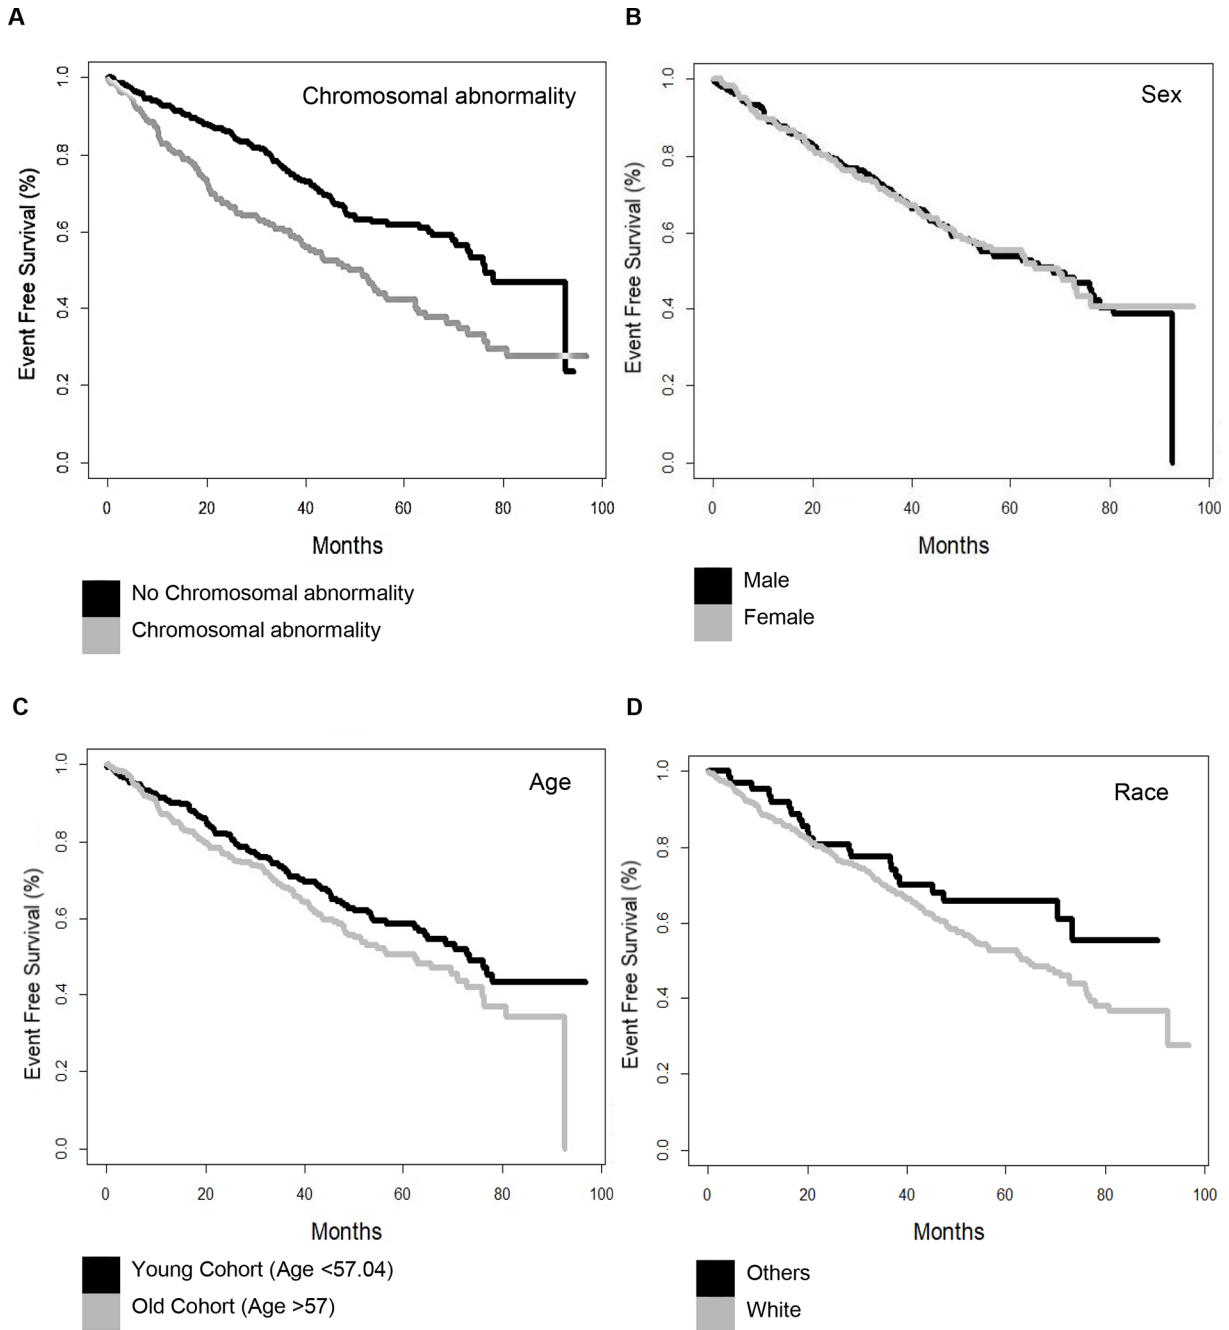 A
Chromosomal abnormality
Event Free Survival (%)
1.0
0.8
0.6
0.4
0.2
0.0
0 20 40 60 80 100
Months
No Chromosomal abnormality
Chromosomal abnormality
B
Sex
Event Free Survival (%)
1.0
0.8
0.6
0.4
0.2
0.0
0 20 40 60 80 100
Months
Male
Female
C
Age
Event Free Survival (%)
1.0
0.8
0.6
0.4
0.2
0.0
0 20 40 60 80 100
Months
Young Cohort (Age <57.04)
Old Cohort (Age >57)
D
Race
Event Free Survival (%)
1.0
0.8
0.6
0.4
0.2
0.0
0 20 40 60 80 100
Months
Others
White